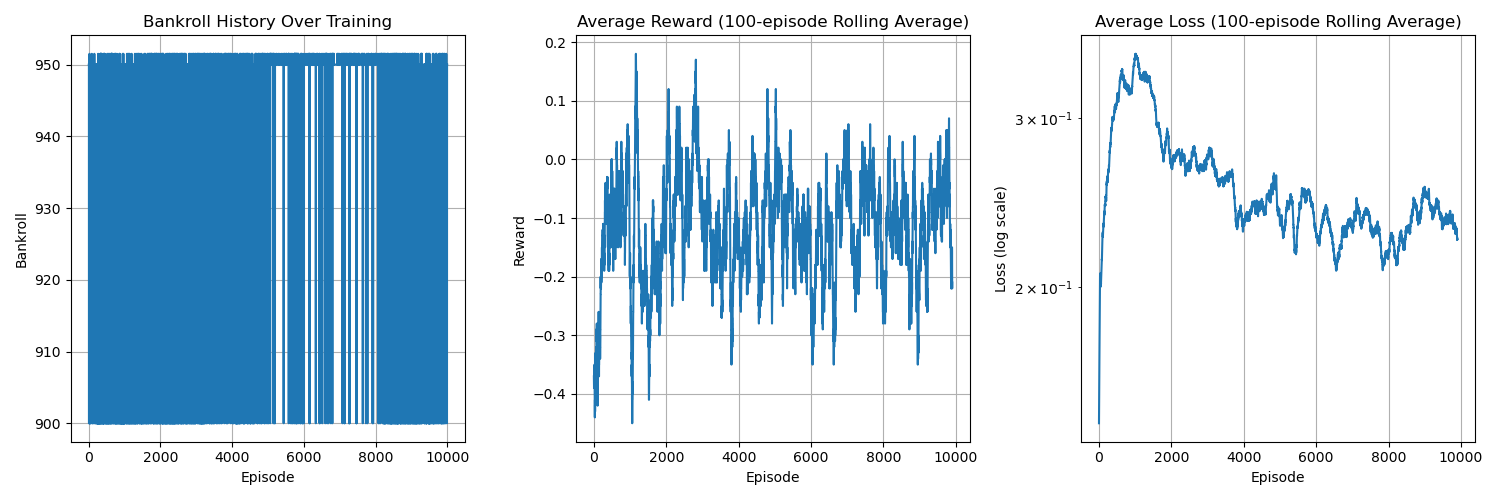 Bankroll History Over Training
950
940
930
920
910
900
Bankroll
0 2000 4000 6000 8000 10000
Episode
Average Reward (100-episode Rolling Average)
0.2
0.1
0.0
−0.1
−0.2
−0.3
−0.4
Reward
0 2000 4000 6000 8000 10000
Episode
Average Loss (100-episode Rolling Average)
3 × 10⁻¹
2 × 10⁻¹
Loss (log scale)
0 2000 4000 6000 8000 10000
Episode